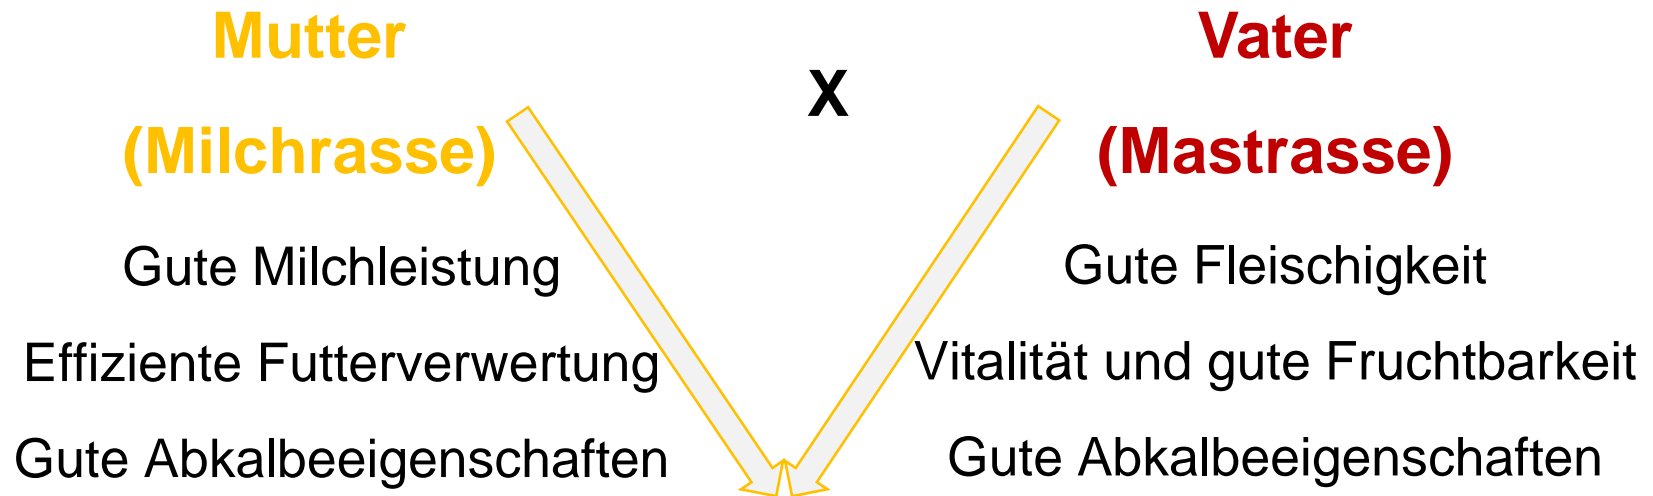 Mutter
(Milchrasse)
Gute Milchleistung
Effiziente Futterverwertung
Gute Abkalbeeigenschaften
X
Vater
(Mastrasse)
Gute Fleischigkeit
Vitalität und gute Fruchtbarkeit
Gute Abkalbeeigenschaften